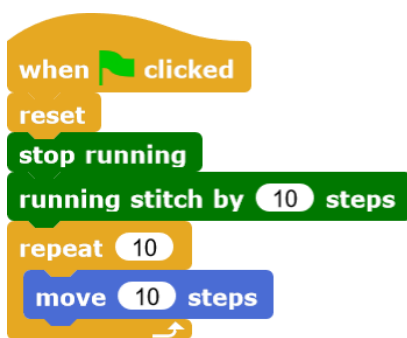 when clicked
reset
stop running
running stitch by 10 steps
repeat 10
move 10 steps